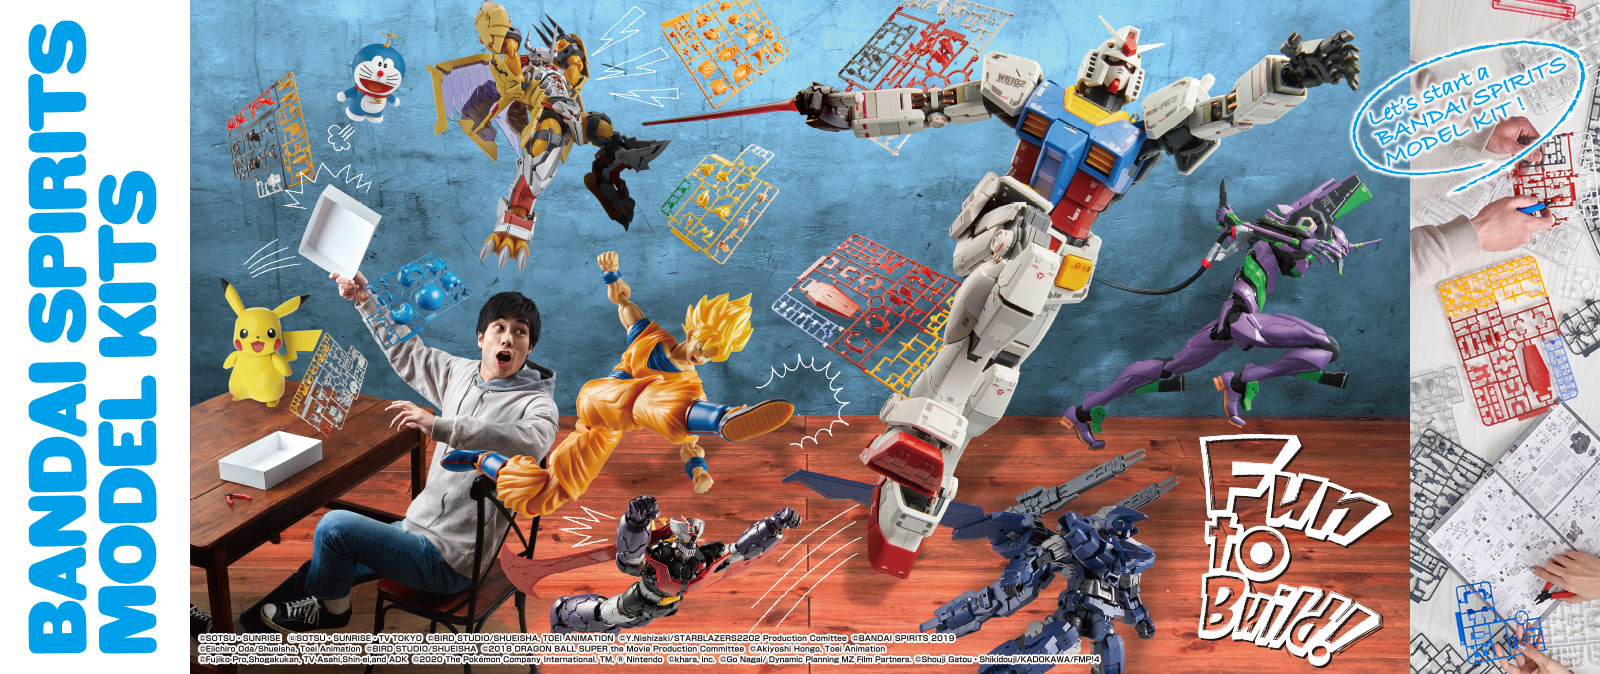 BANDAI SPIRITS
MODEL KITS
Let's start a
BANDAI SPIRITS
MODEL KIT !
WB102
Fun
to
Build!!
©SOTSU・SUNRISE ©SOTSU・SUNRISE・TV TOKYO ©BIRD STUDIO/SHUEISHA, TOEI ANIMATION ©Y.Nishizaki/STARBLAZERS2202 Production Comittee ©BANDAI SPIRITS 2019
©Eiichiro Oda/Shueisha, Toei Animation ©BIRD STUDIO/SHUEISHA ©2018 DRAGON BALL SUPER the Movie Production Committee ©Akiyoshi Hongo, Toei Animation
©Fujiko-Pro,Shogakukan, TV-Asahi,Shin-ei,and ADK ©2020 The Pokémon Company International. TM, ® Nintendo ©khara, inc. ©Go Nagai/ Dynamic Planning MZ Film Partners. ©Shouji Gatou・Shikidouji/KADOKAWA/FMP!4